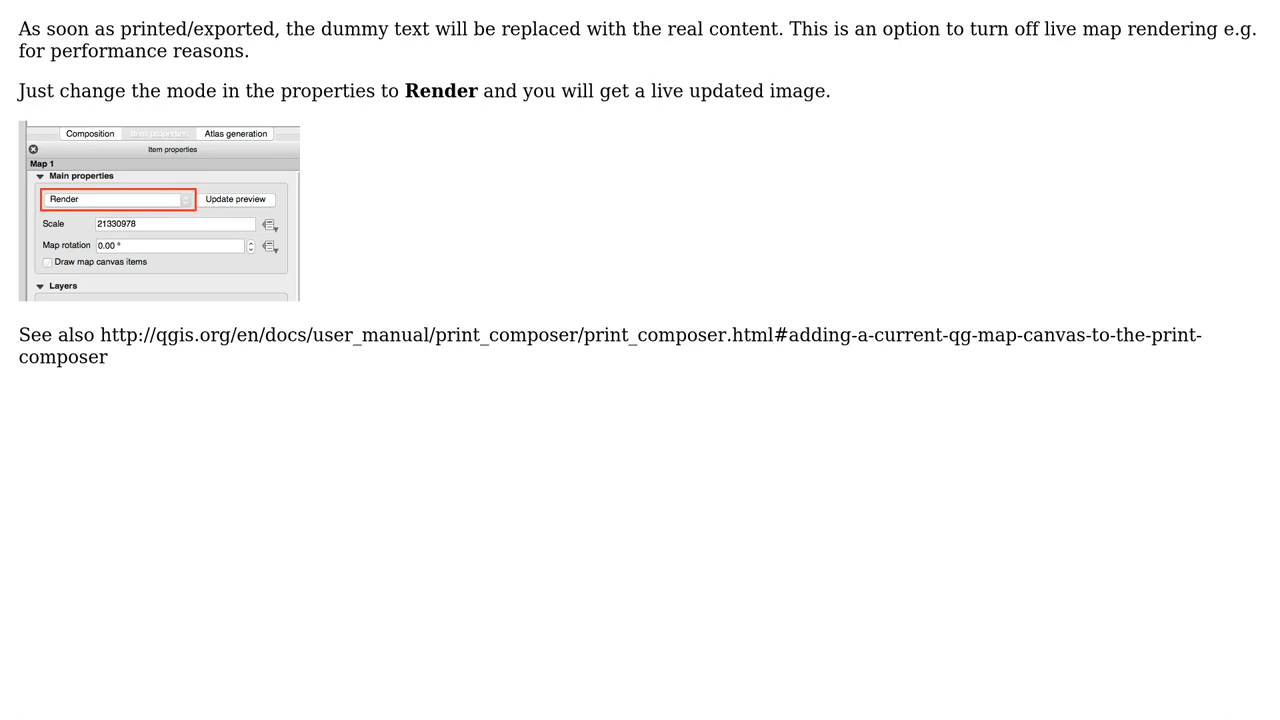 As soon as printed/exported, the dummy text will be replaced with the real content. This is an option to turn off live map rendering e.g.
for performance reasons.
Just change the mode in the properties to Render and you will get a live updated image.
Composition Item properties Atlas generation
Item properties
Map 1
Main properties
Render Update preview
Scale 21330978
Map rotation 0.00 °
Draw map canvas items
Layers
See also http://qgis.org/en/docs/user_manual/print_composer/print_composer.html#adding-a-current-qg-map-canvas-to-the-print-
composer